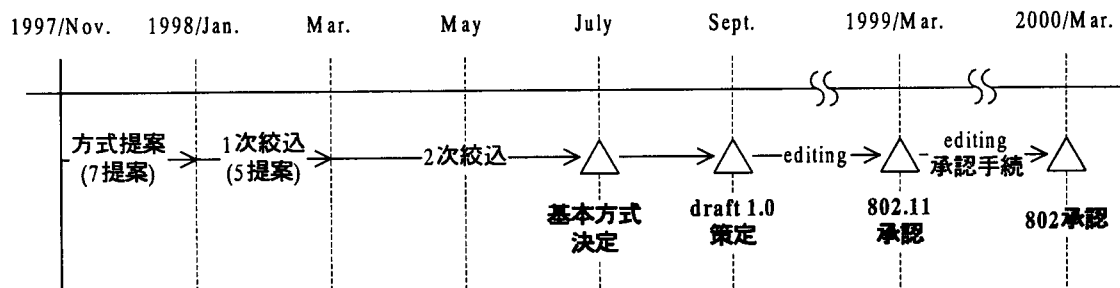 1997/Nov. 1998/Jan. Mar. May July Sept. 1999/Mar. 2000/Mar.
方式提案
(7提案)
1次絞込
(5提案)
2次絞込
editing
editing
承認手続
基本方式
決定
draft 1.0
策定
802.11
承認
802承認